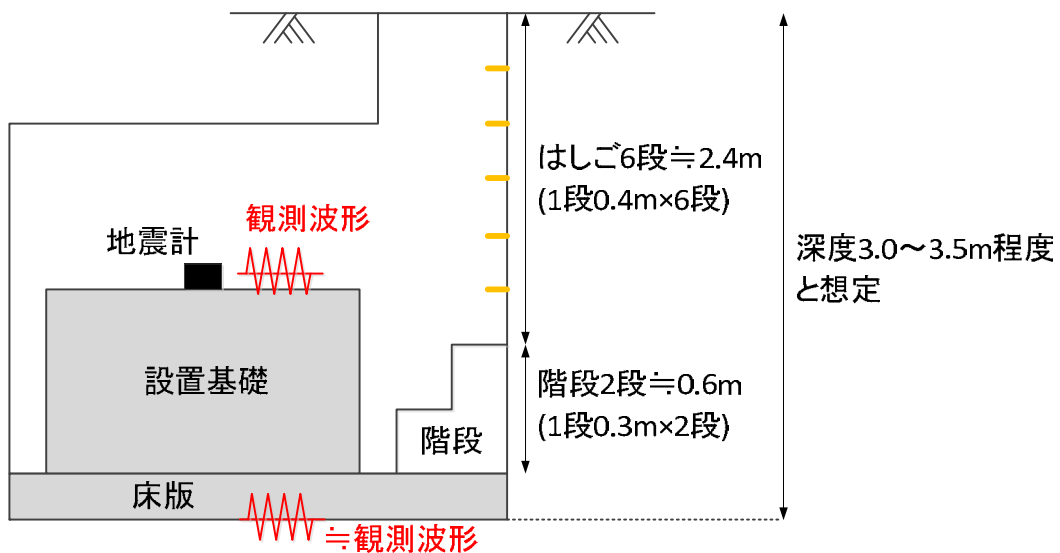 はしご6段≒2.4m
(1段0.4m×6段)
観測波形
地震計
深度3.0～3.5m程度
と想定
設置基礎
階段2段≒0.6m
(1段0.3m×2段)
階段
床版
≒観測波形